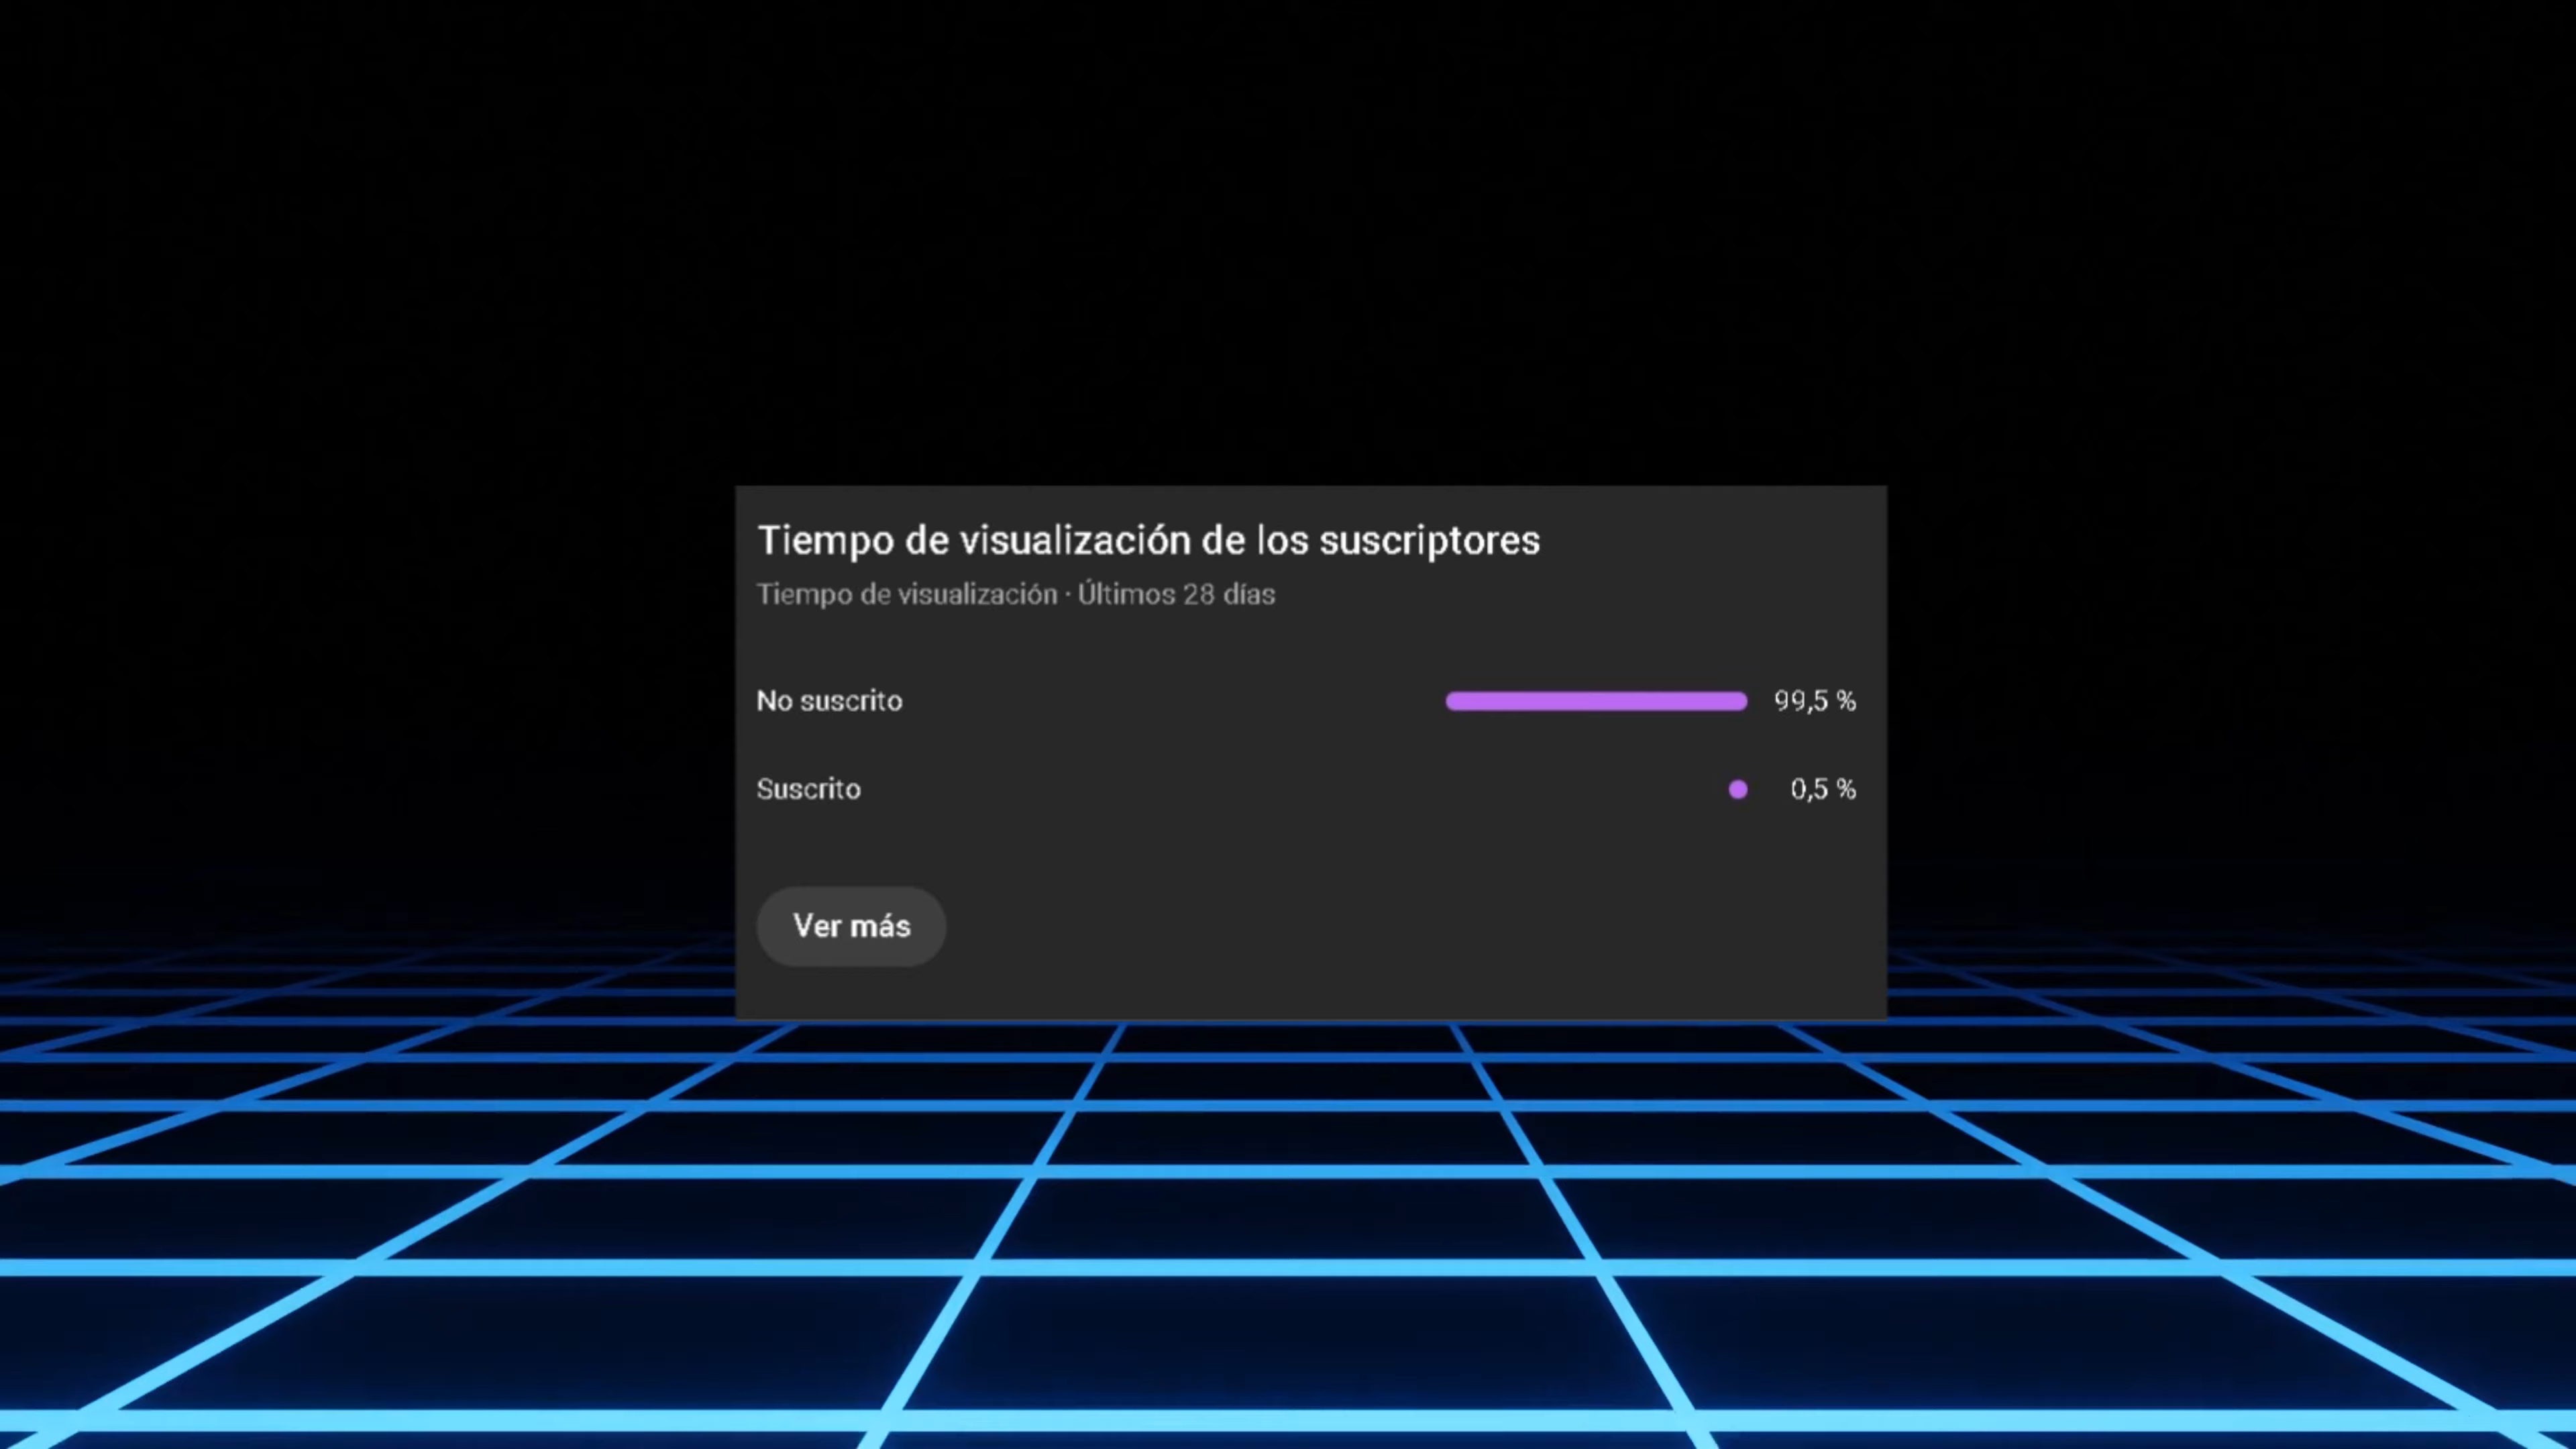 Tiempo de visualización de los suscriptores
Tiempo de visualización · Últimos 28 días
No suscrito 99,5 %
Suscrito 0,5 %
Ver más